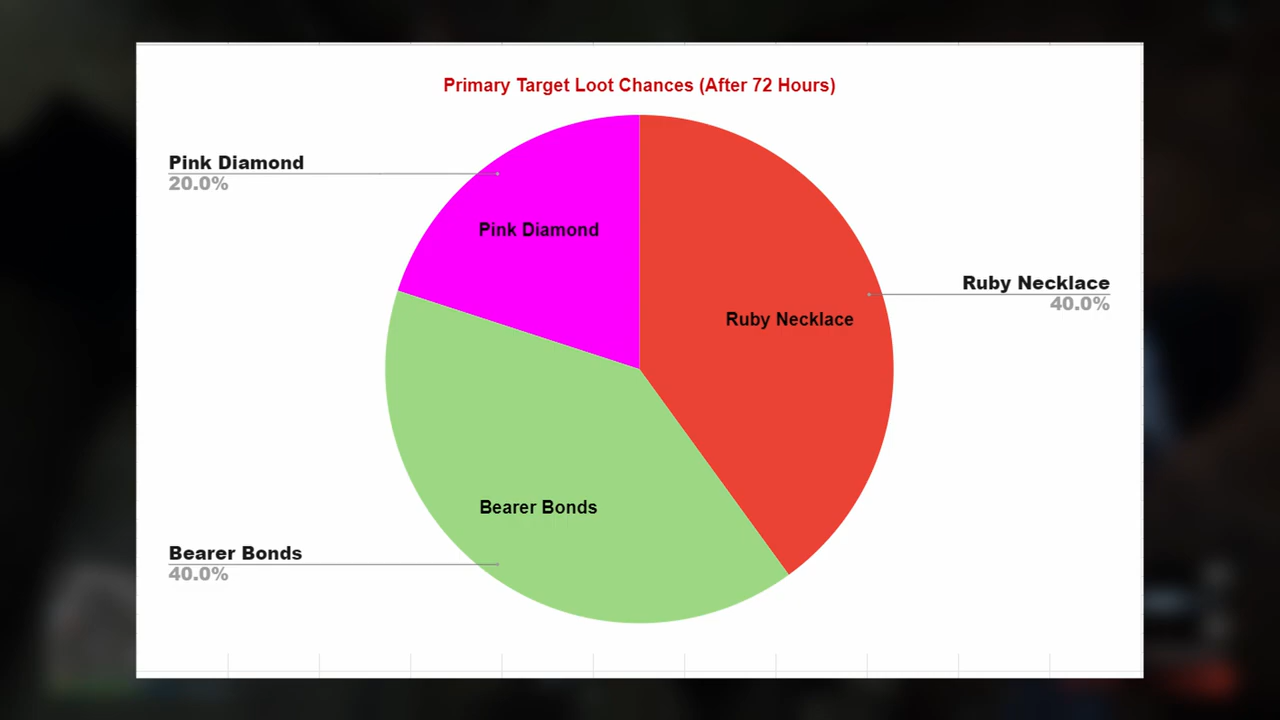 Primary Target Loot Chances (After 72 Hours)
Pink Diamond
20.0%
Pink Diamond
Ruby Necklace
40.0%
Ruby Necklace
Bearer Bonds
Bearer Bonds
40.0%